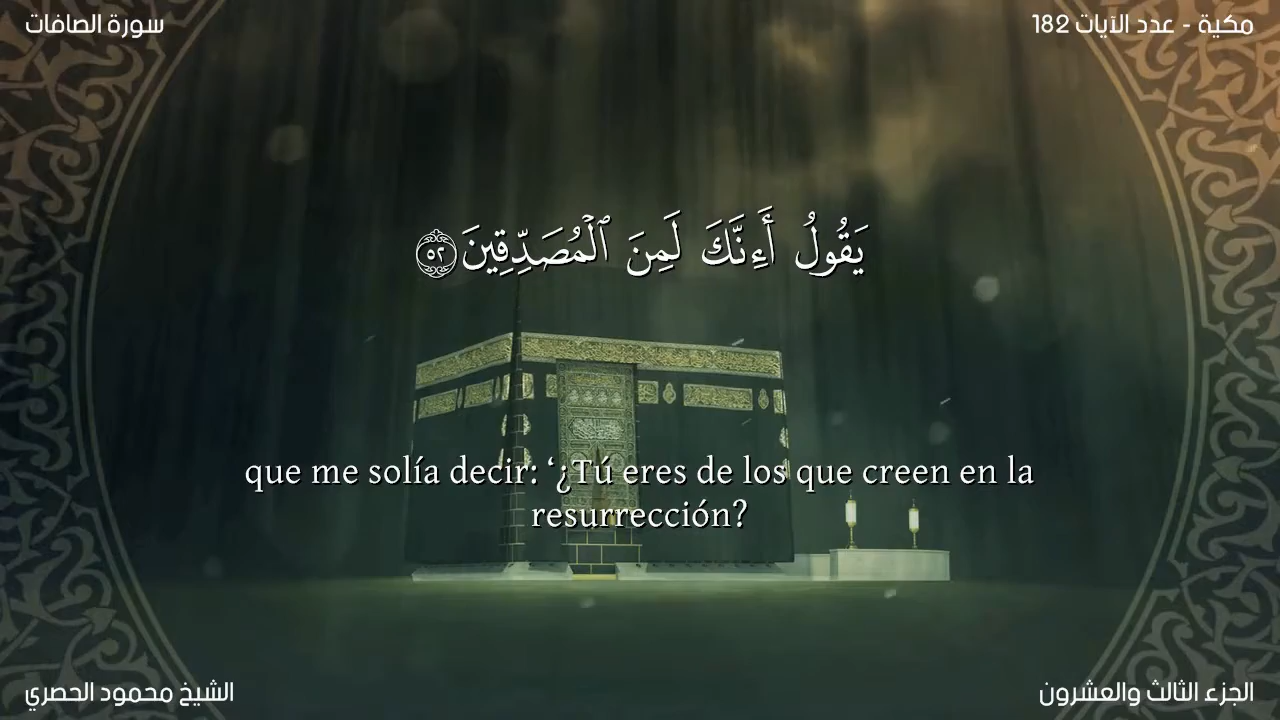 سورة الصافات
مكية - عدد الآيات 182
يَقُولُ أَءِنَّكَ لَمِنَ ٱلْمُصَدِّقِينَ ٥٢
que me solía decir: ‘¿Tú eres de los que creen en la
resurrección?
الشيخ محمود الحصري
الجزء الثالث والعشرون